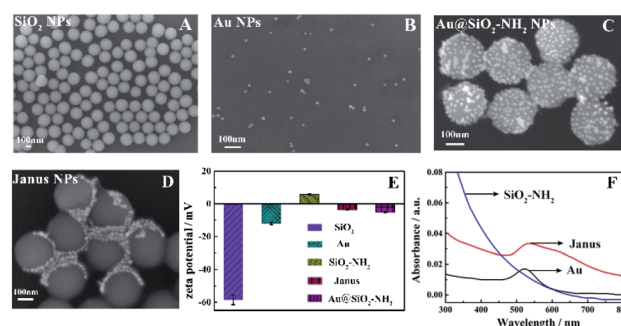 SiO2 NPs
A
100nm
Au NPs
B
100nm
Au@SiO2-NH2 NPs
C
100nm
Janus NPs
D
100nm
E
zeta potential / mV
20
0
-20
-40
-60
SiO2
Au
SiO2-NH2
Janus
Au@SiO2-NH2
F
Absorbance / a.u.
0.08
0.06
0.04
0.02
0.00
SiO2-NH2
Janus
Au
300 400 500 600 700
Wavelength / nm